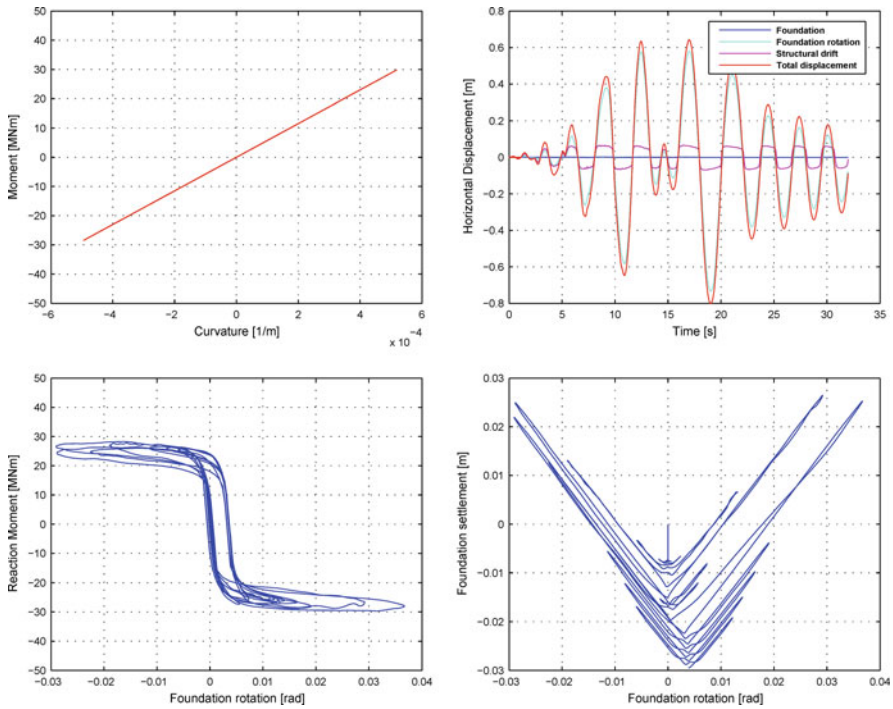 50
40
30
20
10
0
−10
−20
−30
−40
−50
Moment [MNm]
−6 −4 −2 0 2 4 6
Curvature [1/m]
x 10 −4
0.8
0.6
0.4
0.2
0
−0.2
−0.4
−0.6
−0.8
Horizontal Displacement [m]
Foundation
Foundation rotation
Structural drift
Total displacement
0 5 10 15 20 25 30 35
Time [s]
50
40
30
20
10
0
−10
−20
−30
−40
−50
Reaction Moment [MNm]
−0.03 −0.02 −0.01 0 0.01 0.02 0.03 0.04
Foundation rotation [rad]
0.03
0.02
0.01
0
−0.01
−0.02
−0.03
Foundation settlement [m]
−0.03 −0.02 −0.01 0 0.01 0.02 0.03 0.04
Foundation rotation [rad]